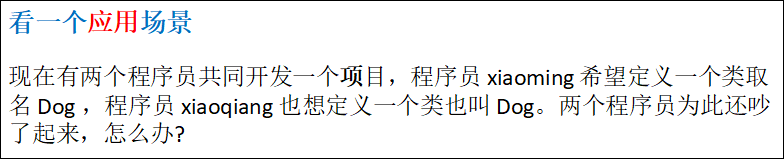 看一个应用场景
现在有两个程序员共同开发一个项目，程序员 xiaoming 希望定义一个类取
名 Dog ，程序员 xiaoqiang 也想定义一个类也叫 Dog。两个程序员为此还吵
了起来，怎么办?